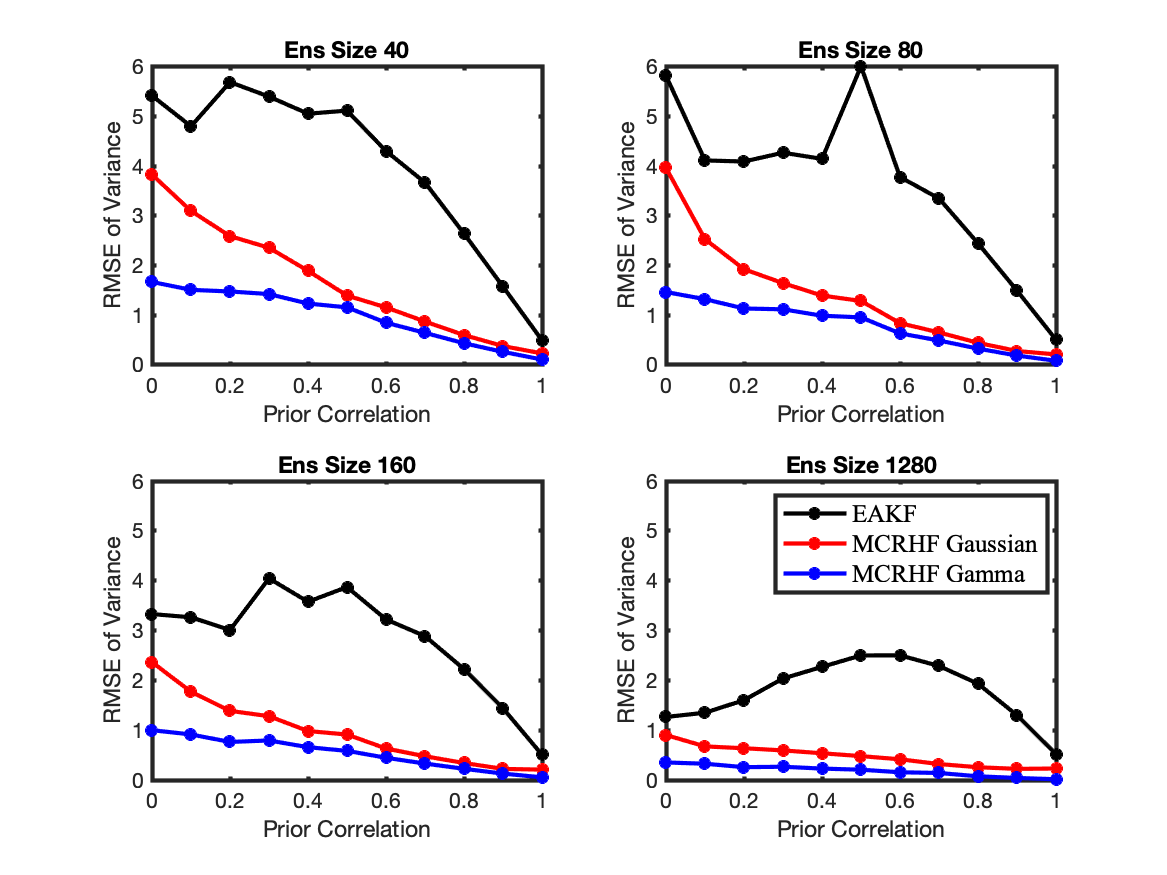 Ens Size 40
6
5
4
3
2
1
0
RMSE of Variance
0 0.2 0.4 0.6 0.8 1
Prior Correlation
Ens Size 80
6
5
4
3
2
1
0
RMSE of Variance
0 0.2 0.4 0.6 0.8 1
Prior Correlation
Ens Size 160
6
5
4
3
2
1
0
RMSE of Variance
0 0.2 0.4 0.6 0.8 1
Prior Correlation
Ens Size 1280
6
5
4
3
2
1
0
RMSE of Variance
EAKF
MCRHF Gaussian
MCRHF Gamma
0 0.2 0.4 0.6 0.8 1
Prior Correlation